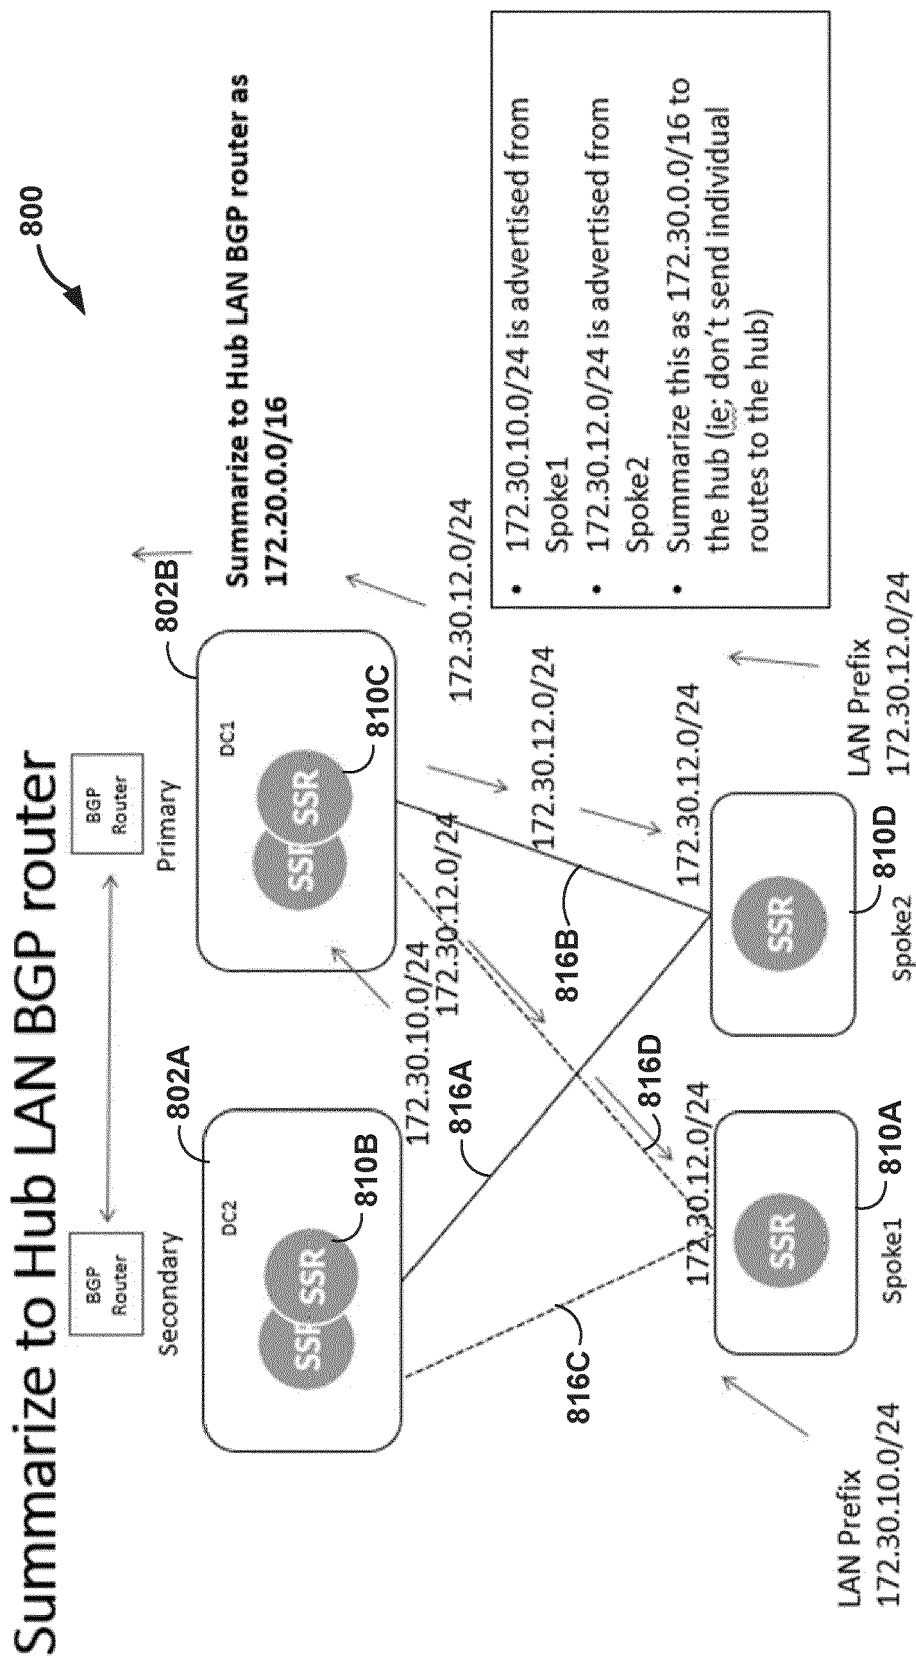 800
Summarize to Hub LAN BGP router
BGP
Router
BGP
Router
Secondary
Primary
802A
802B
Summarize to Hub LAN BGP router as
172.20.0.0/16
DC2
DC1
SSR
SSR
SSR
SSR
810B
810C
172.30.10.0/24
172.30.12.0/24
172.30.12.0/24
816A
816B
172.30.12.0/24
816C
816D
172.30.12.0/24
172.30.12.0/24
• 172.30.10.0/24 is advertised from
Spoke1
• 172.30.12.0/24 is advertised from
Spoke2
• Summarize this as 172.30.0.0/16 to
the hub (ie; don't send individual
routes to the hub)
SSR
SSR
810A
810D
LAN Prefix
172.30.10.0/24
Spoke1
Spoke2
LAN Prefix
172.30.12.0/24